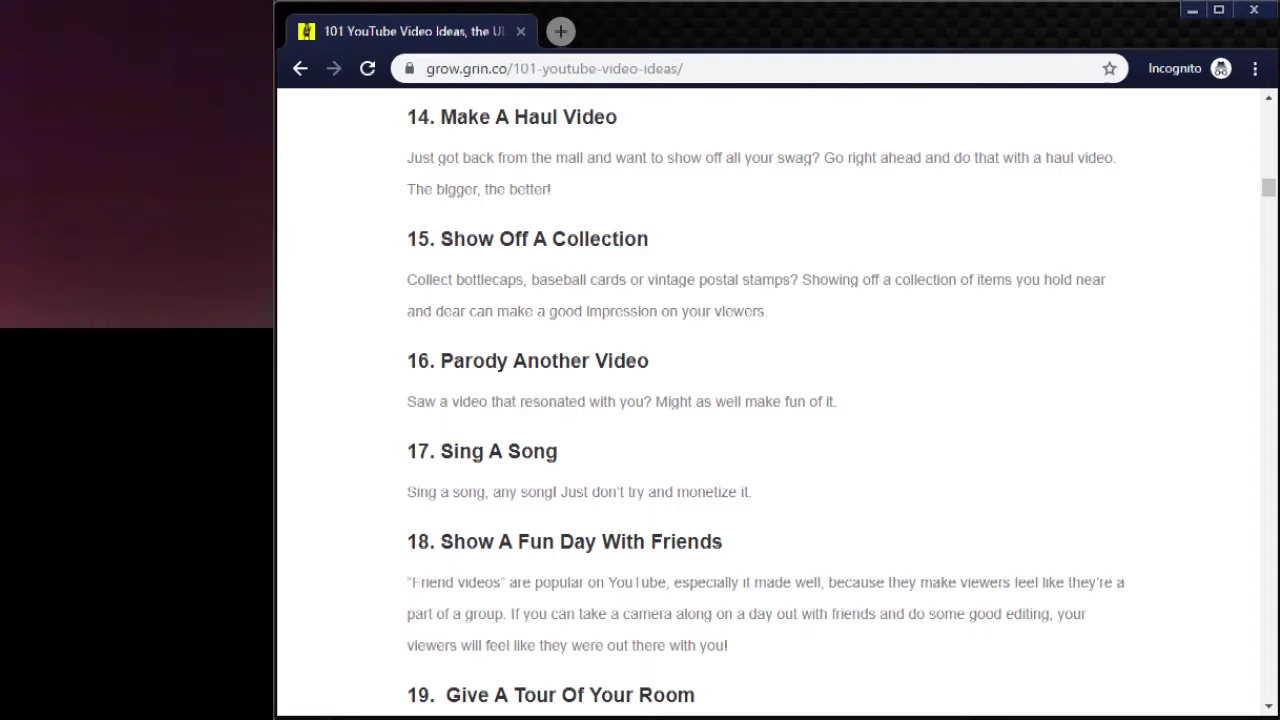 101 YouTube Video Ideas, the Ul
grow.grin.co/101-youtube-video-ideas/
Incognito
14. Make A Haul Video
Just got back from the mall and want to show off all your swag? Go right ahead and do that with a haul video.
The bigger, the better!
15. Show Off A Collection
Collect bottlecaps, baseball cards or vintage postal stamps? Showing off a collection of items you hold near
and dear can make a good impression on your viewers.
16. Parody Another Video
Saw a video that resonated with you? Might as well make fun of it.
17. Sing A Song
Sing a song, any song! Just don't try and monetize it.
18. Show A Fun Day With Friends
"Friend videos" are popular on YouTube, especially if made well, because they make viewers feel like they're a
part of a group. If you can take a camera along on a day out with friends and do some good editing, your
viewers will feel like they were out there with you!
19. Give A Tour Of Your Room